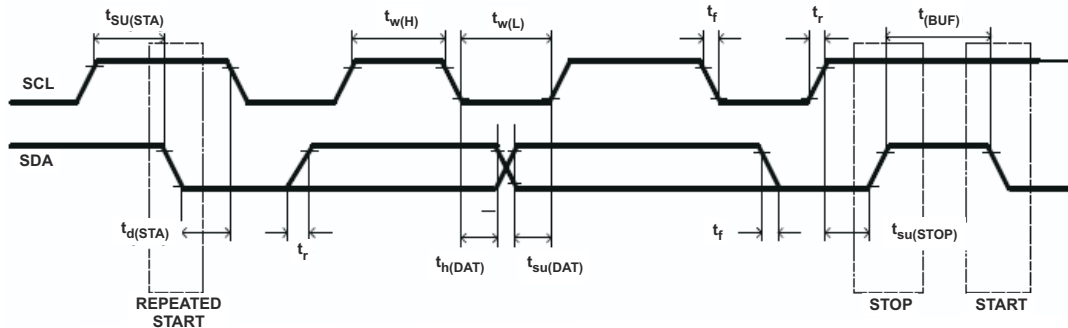 tSU(STA)
tw(H)
tw(L)
tf
tr
t(BUF)
SCL
SDA
td(STA)
tr
th(DAT)
tsu(DAT)
tf
tsu(STOP)
REPEATED
START
STOP
START